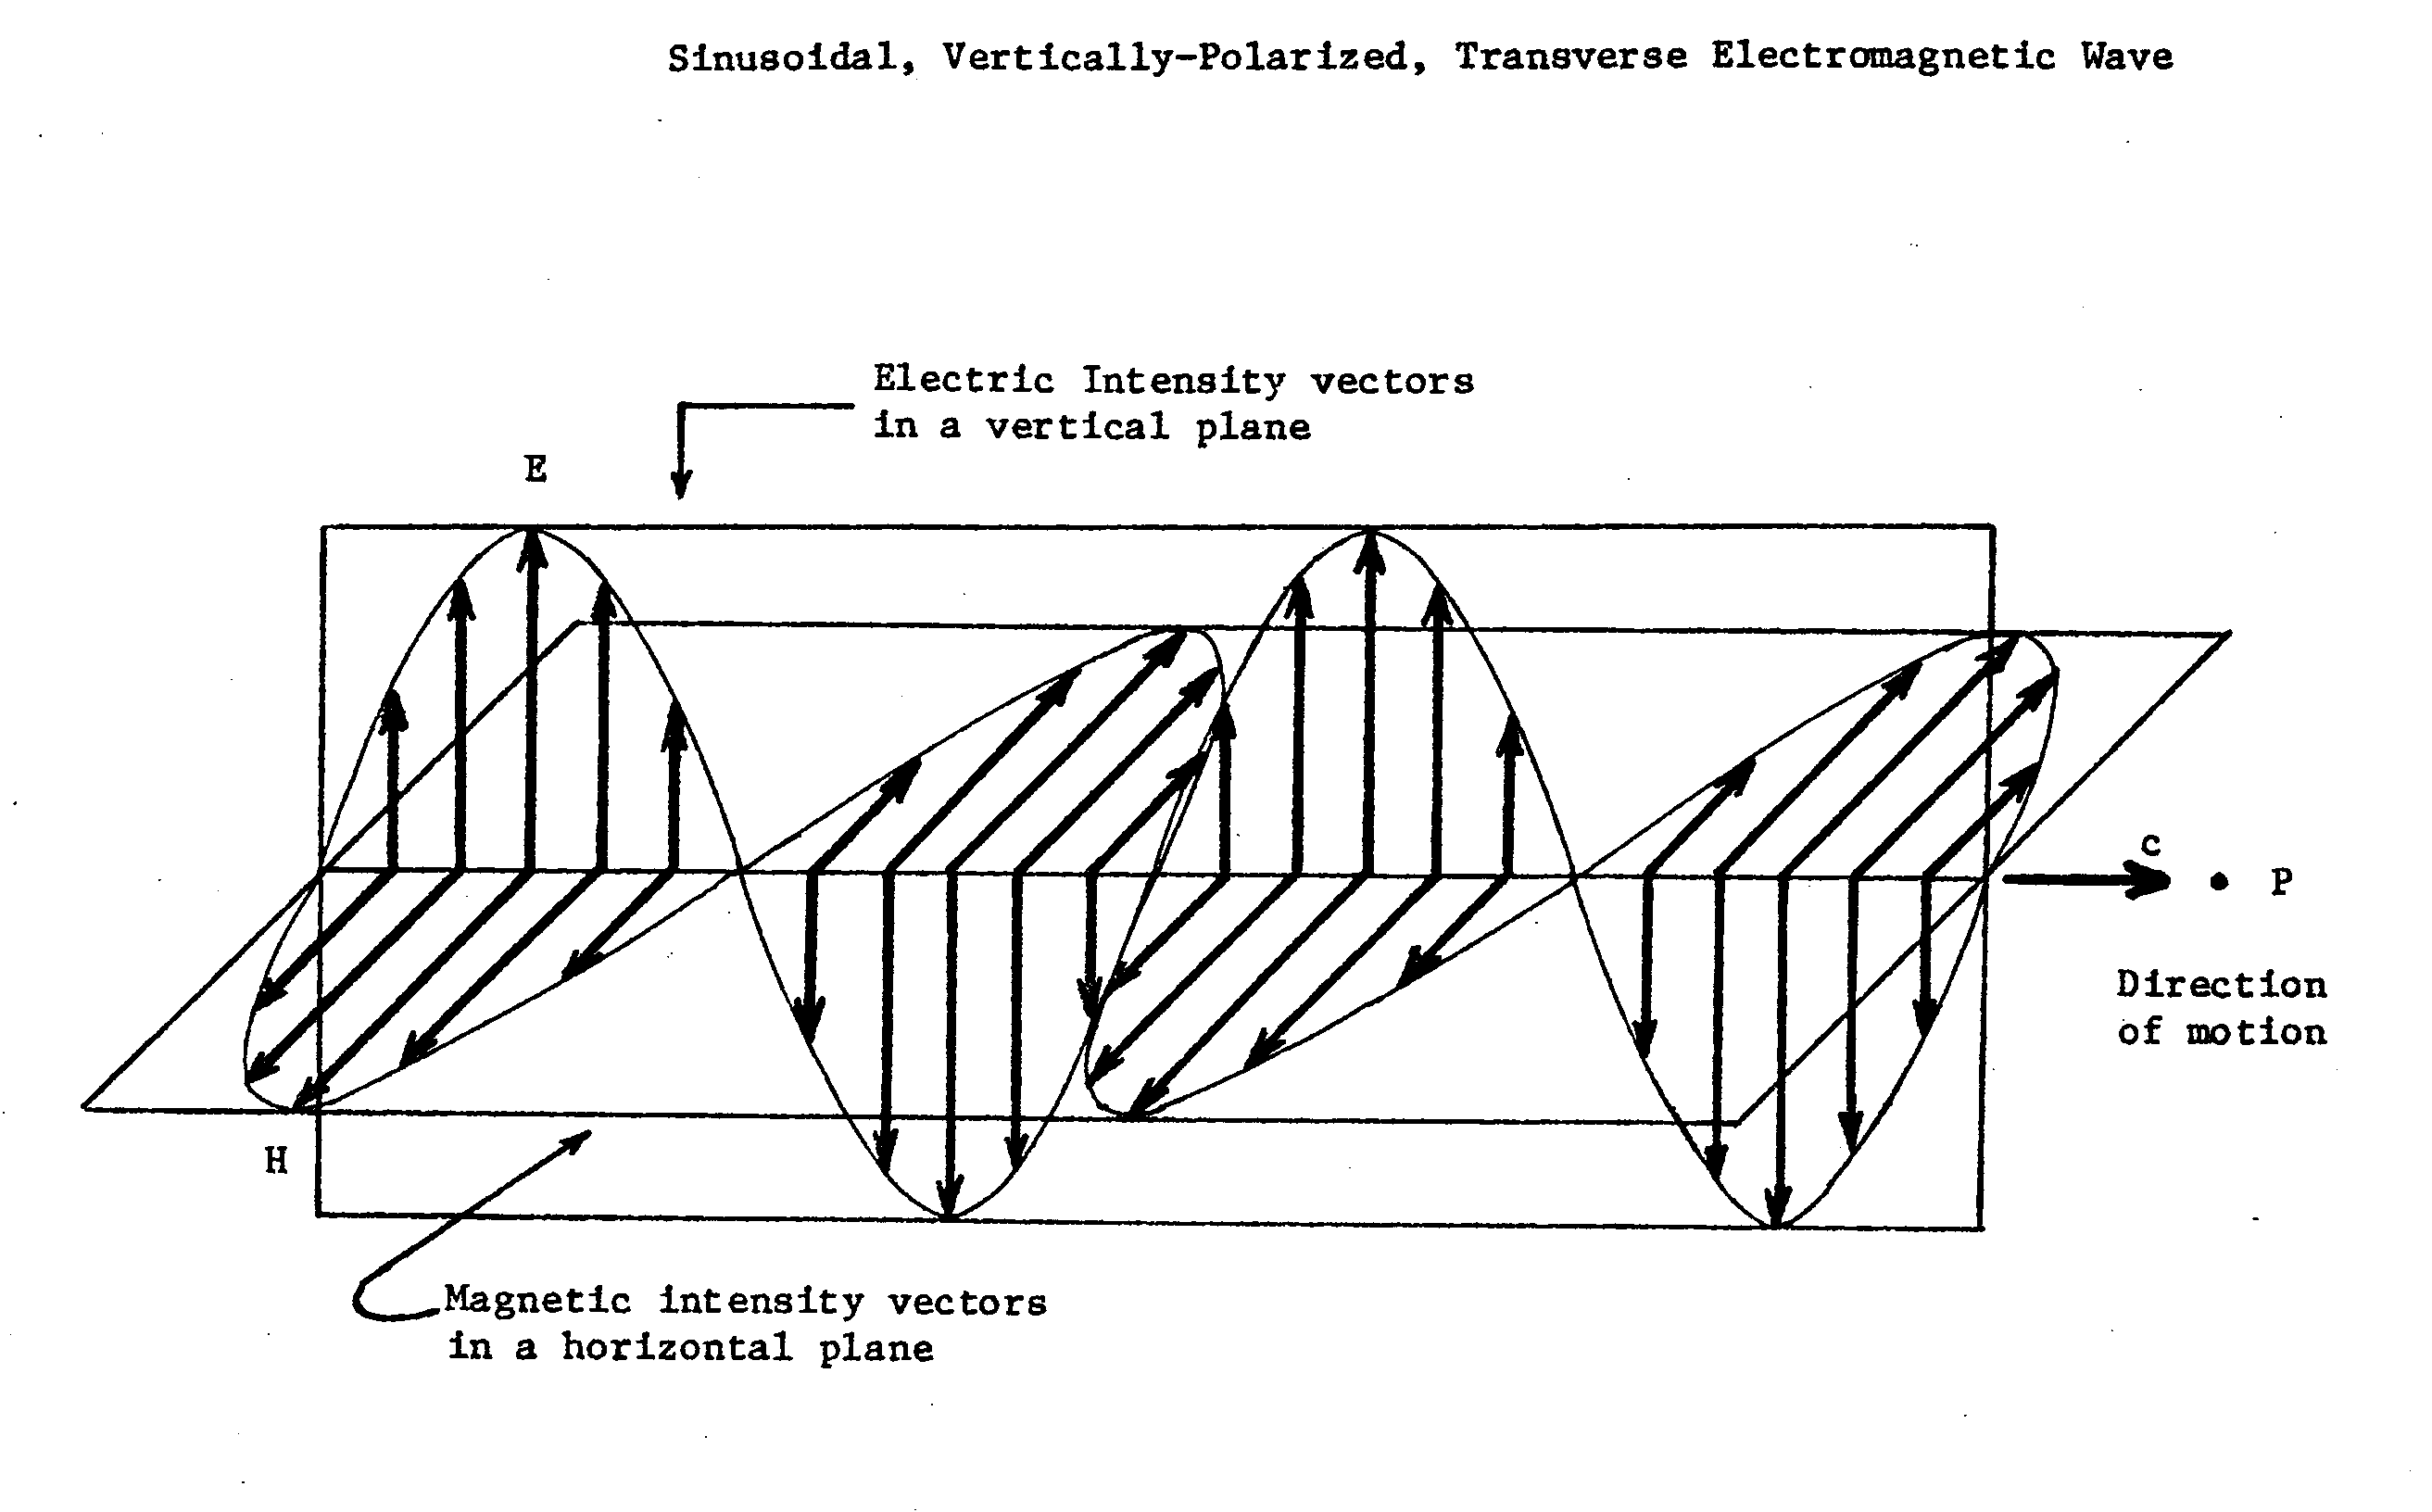 Sinusoidal, Vertically-Polarized, Transverse Electromagnetic Wave
Electric Intensity vectors
in a vertical plane
E
c
P
Direction
of motion
H
Magnetic intensity vectors
in a horizontal plane